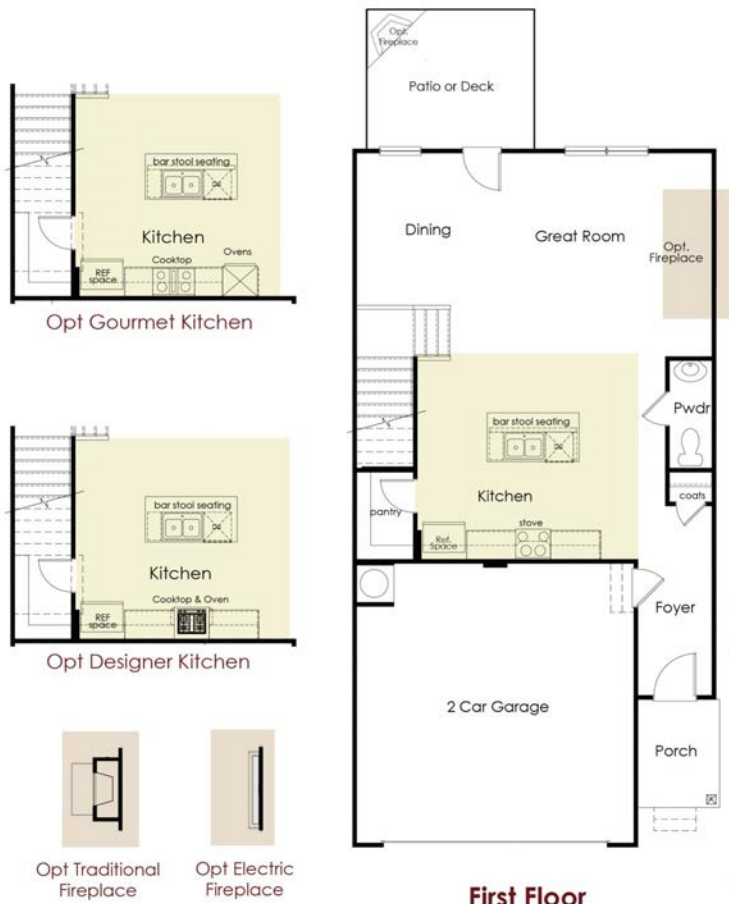 bar stool seating
DW
Kitchen
Ovens
Cooktop
REF
space
Opt Gourmet Kitchen
bar stool seating
DW
Kitchen
Cooktop & Oven
REF
space
Opt Designer Kitchen
Opt Traditional
Fireplace
Opt Electric
Fireplace
Opt.
Fireplace
Patio or Deck
Dining
Great Room
Opt.
Fireplace
Pwdr
bar stool seating
coats
Kitchen
pantry
stove
Ref.
Space
Foyer
2 Car Garage
Porch
First Floor